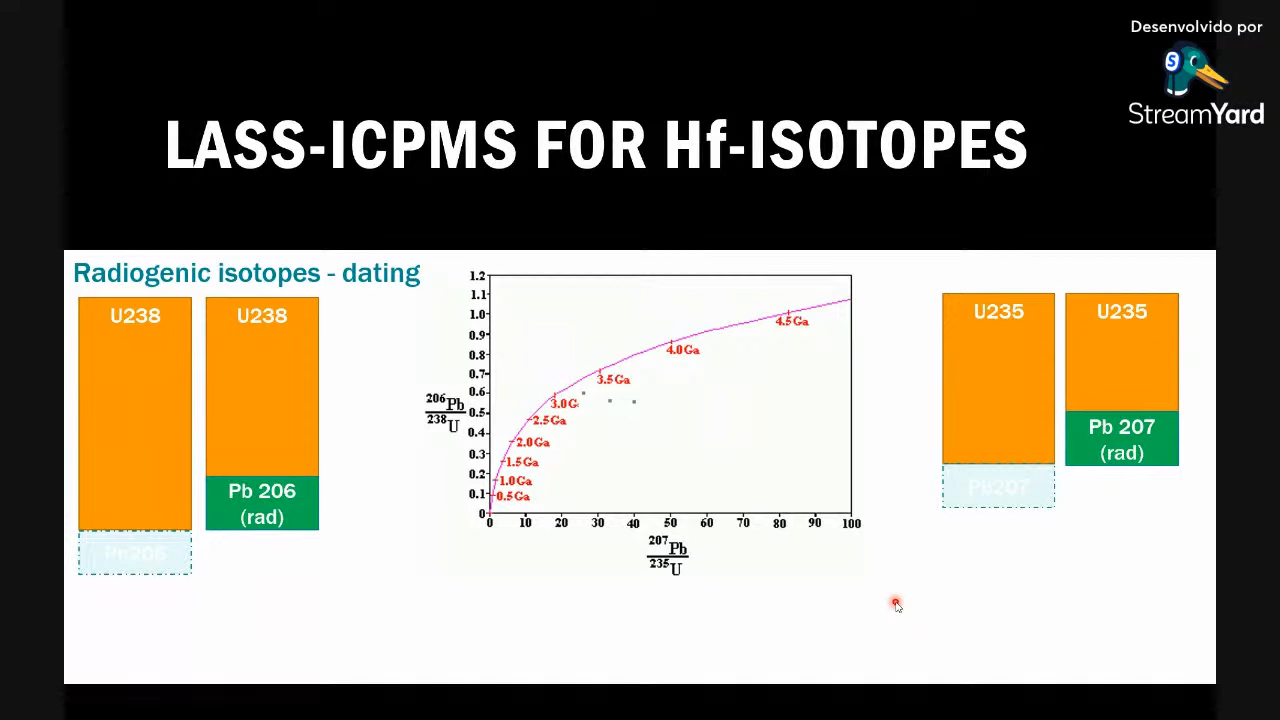 Desenvolvido por
StreamYard
LASS-ICPMS FOR Hf-ISOTOPES
Radiogenic isotopes - dating
U238
U238
Pb 206
(rad)
Pb206
206Pb
238U
1.2
1.1
1.0
0.9
0.8
0.7
0.6
0.5
0.4
0.3
0.2
0.1
0
4.5Ga
4.0Ga
3.5Ga
3.0G
2.5Ga
2.0Ga
1.5Ga
1.0Ga
0.5Ga
0 10 20 30 40 50 60 70 80 90 100
207Pb
235U
U235
U235
Pb 207
(rad)
Pb207